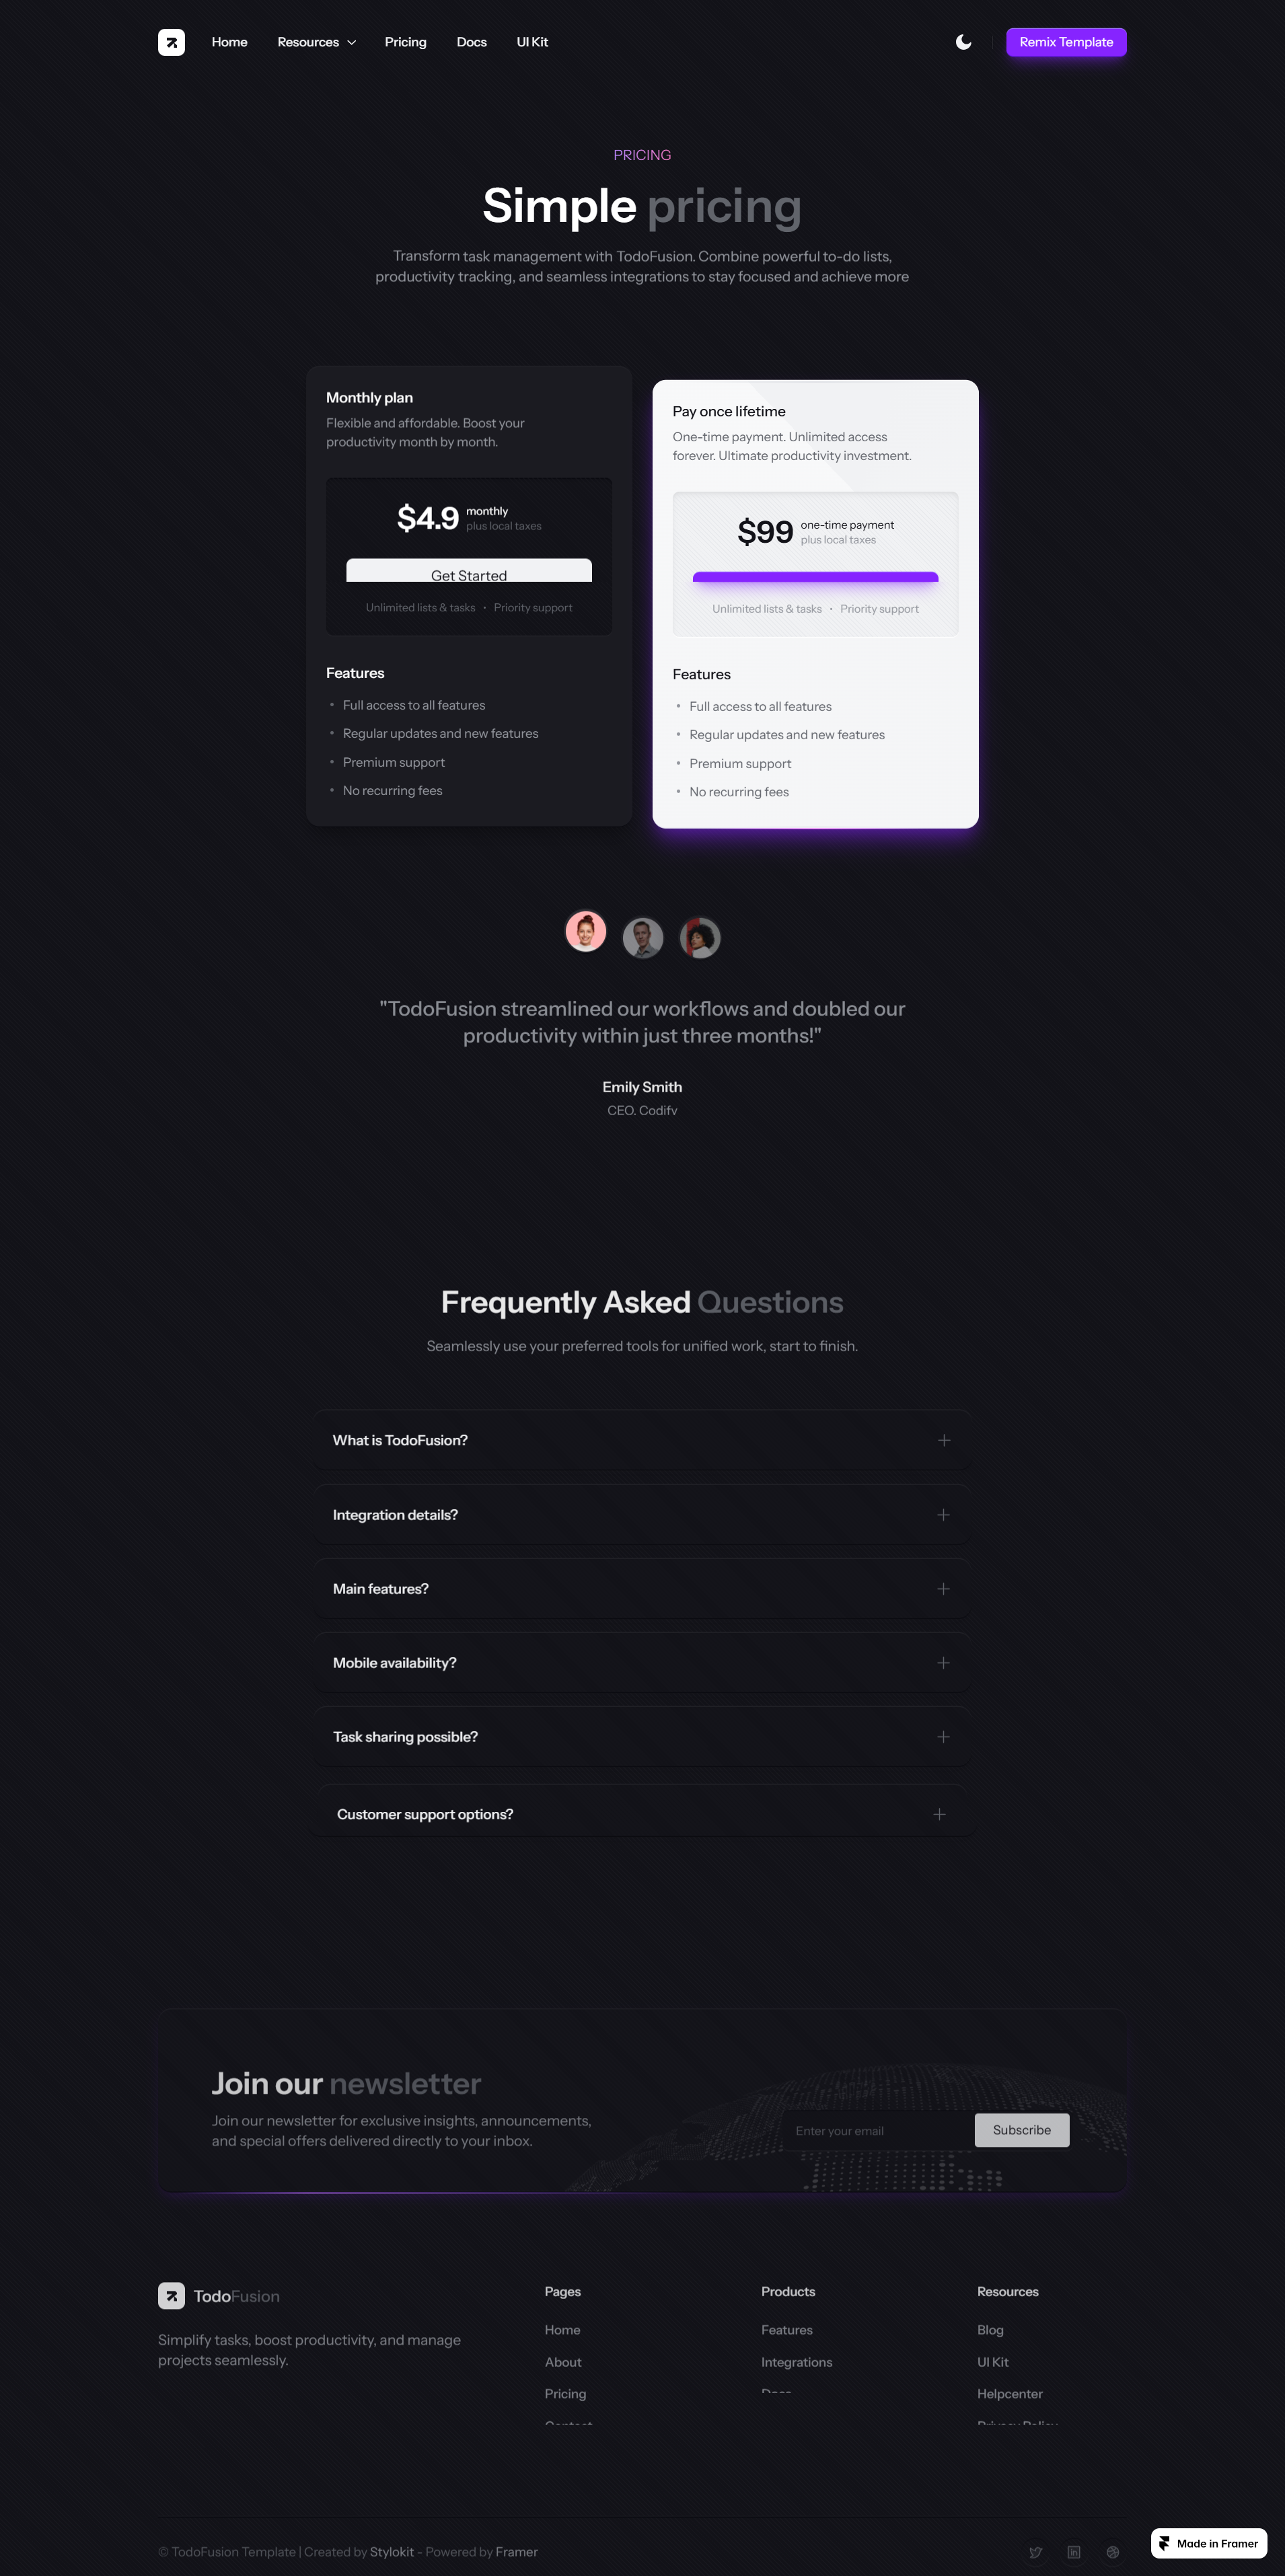 Home Resources Pricing Docs UI Kit Remix Template
PRICING
Simple pricing
Transform task management with TodoFusion. Combine powerful to-do lists,
productivity tracking, and seamless integrations to stay focused and achieve more
Monthly plan
Flexible and affordable. Boost your
productivity month by month.
$4.9 monthly
plus local taxes
Get Started
Unlimited lists & tasks • Priority support
Features
• Full access to all features
• Regular updates and new features
• Premium support
• No recurring fees
Pay once lifetime
One-time payment. Unlimited access
forever. Ultimate productivity investment.
$99 one-time payment
plus local taxes
Unlimited lists & tasks • Priority support
Features
• Full access to all features
• Regular updates and new features
• Premium support
• No recurring fees
"TodoFusion streamlined our workflows and doubled our
productivity within just three months!"
Emily Smith
CEO, Codify
Frequently Asked Questions
Seamlessly use your preferred tools for unified work, start to finish.
What is TodoFusion?
Integration details?
Main features?
Mobile availability?
Task sharing possible?
Customer support options?
Join our newsletter
Join our newsletter for exclusive insights, announcements,
and special offers delivered directly to your inbox.
Enter your email
Subscribe
TodoFusion
Simplify tasks, boost productivity, and manage
projects seamlessly.
Pages
Home
About
Pricing
Contact
Products
Features
Integrations
Docs
Resources
Blog
UI Kit
Helpcenter
Privacy Policy
© TodoFusion Template | Created by Stylokit - Powered by Framer
Made in Framer